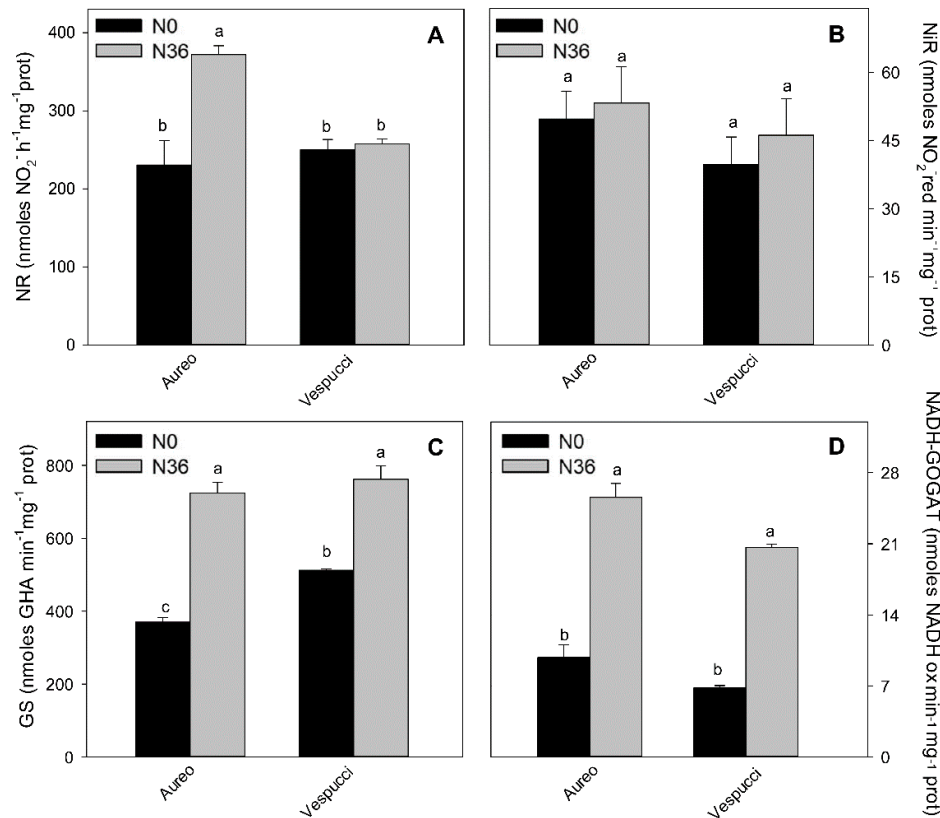 N0
N36
A
NR (nmoles NO₂⁻ h⁻¹mg⁻¹prot)
400
300
200
100
0
b
a
b
b
Aureo
Vespucci
N0
N36
B
NiR (nmoles NO₂⁻red min⁻¹mg⁻¹ prot)
60
45
30
15
0
a
a
a
a
Aureo
Vespucci
N0
N36
C
GS (nmoles GHA min⁻¹mg⁻¹ prot)
800
600
400
200
0
c
a
b
a
Aureo
Vespucci
N0
N36
D
NADH-GOGAT (nmoles NADH ox min⁻¹ mg⁻¹ prot)
28
21
14
7
0
b
a
b
a
Aureo
Vespucci